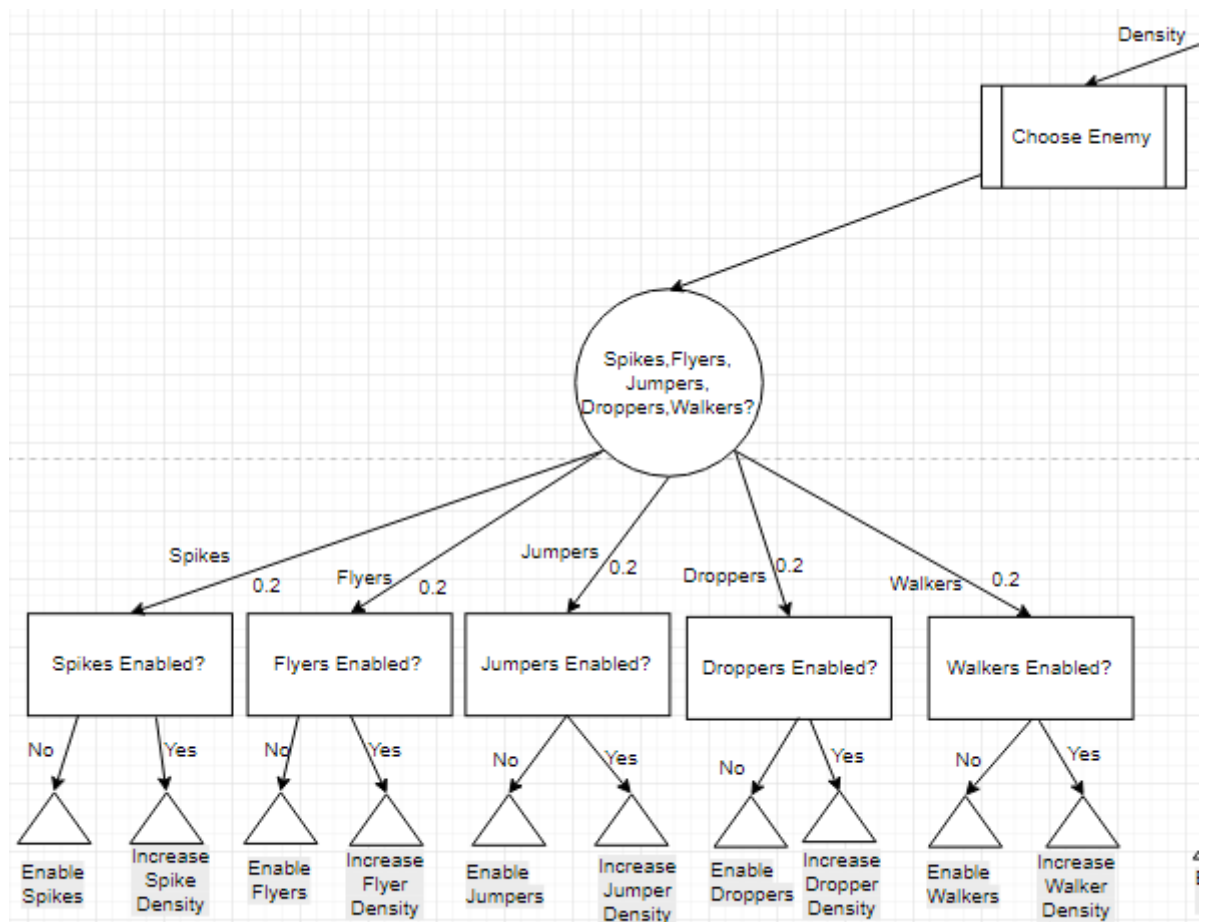 Density
Choose Enemy
Spikes,Flyers,
Jumpers,
Droppers,Walkers?
Spikes
0.2
Flyers
0.2
Jumpers
0.2
Droppers
0.2
Walkers
0.2
Spikes Enabled?
Flyers Enabled?
Jumpers Enabled?
Droppers Enabled?
Walkers Enabled?
No
Yes
No
Yes
No
Yes
No
Yes
No
Yes
Enable
Spikes
Increase
Spike
Density
Enable
Flyers
Increase
Flyer
Density
Enable
Jumpers
Increase
Jumper
Density
Enable
Droppers
Increase
Dropper
Density
Enable
Walkers
Increase
Walker
Density